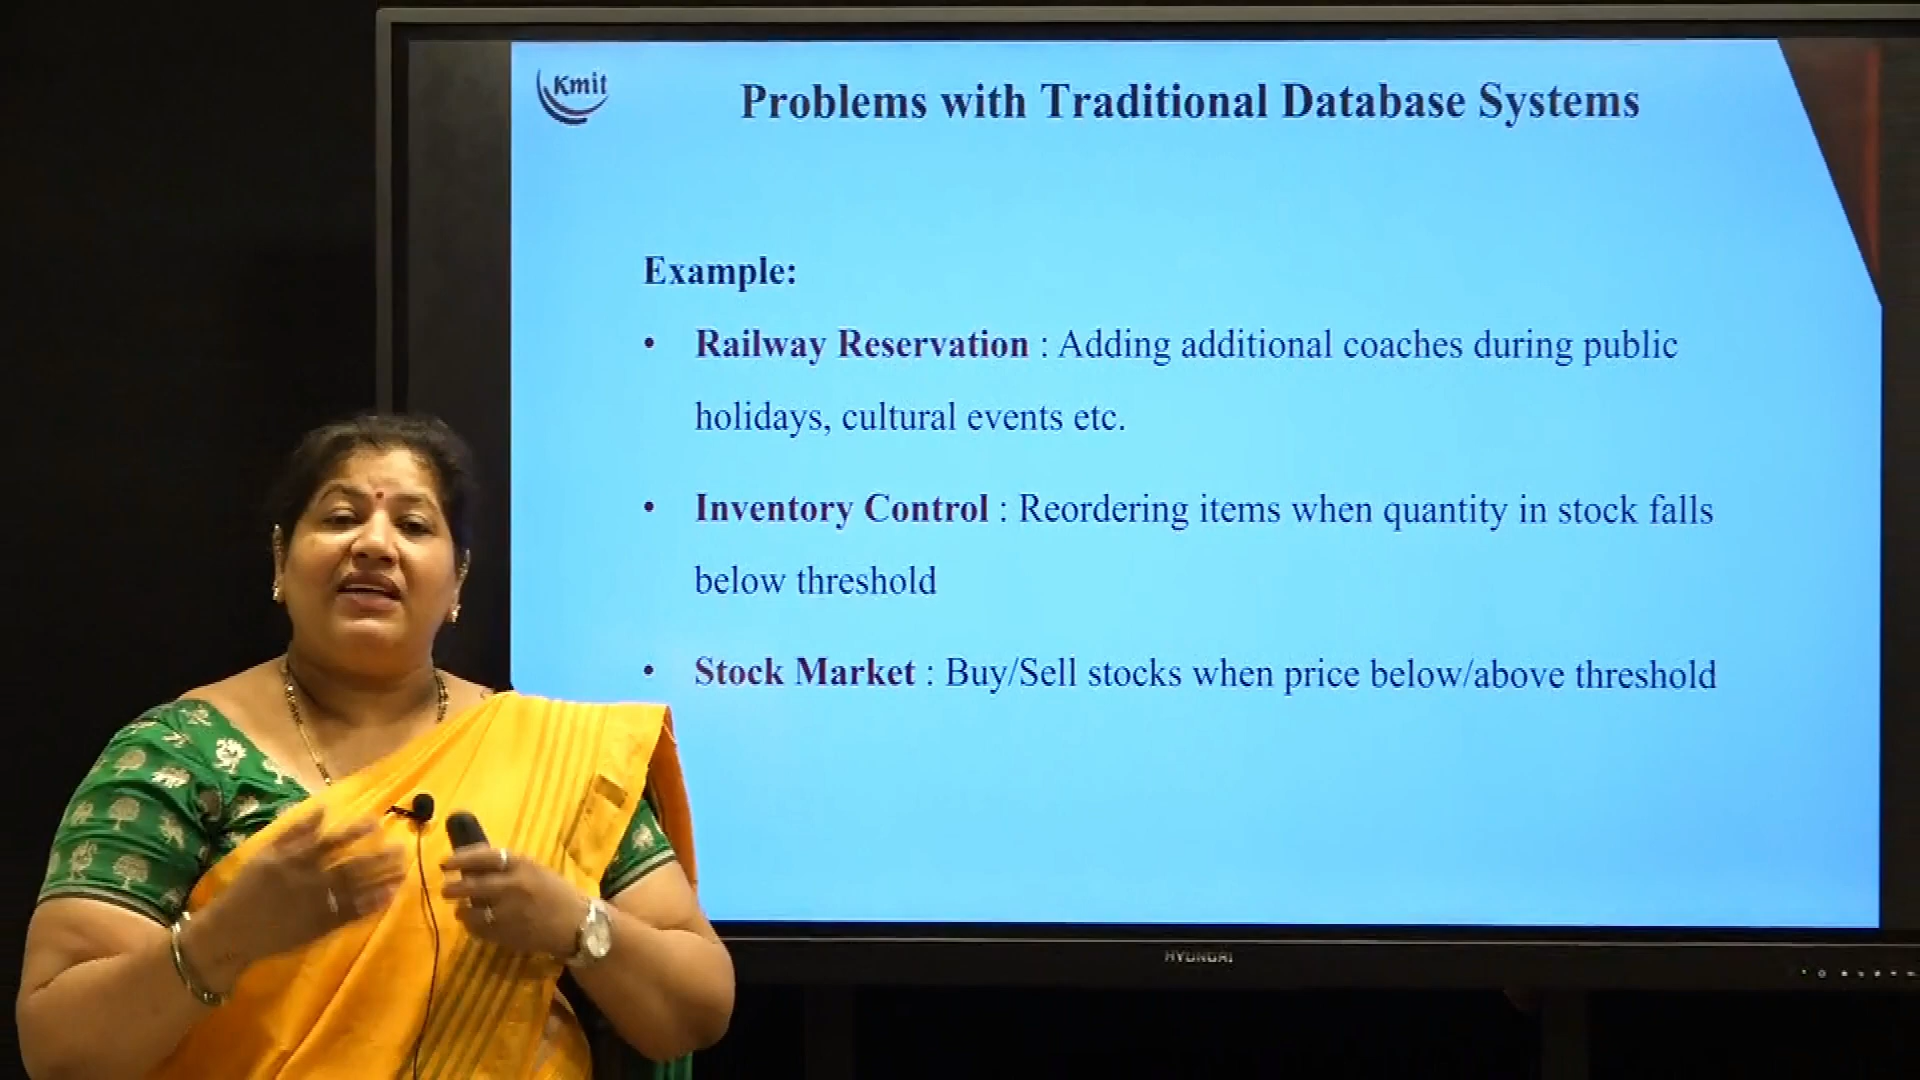 Kmit
Problems with Traditional Database Systems
Example:
• Railway Reservation : Adding additional coaches during public
holidays, cultural events etc.
• Inventory Control : Reordering items when quantity in stock falls
below threshold
• Stock Market : Buy/Sell stocks when price below/above threshold
HYUNDAI